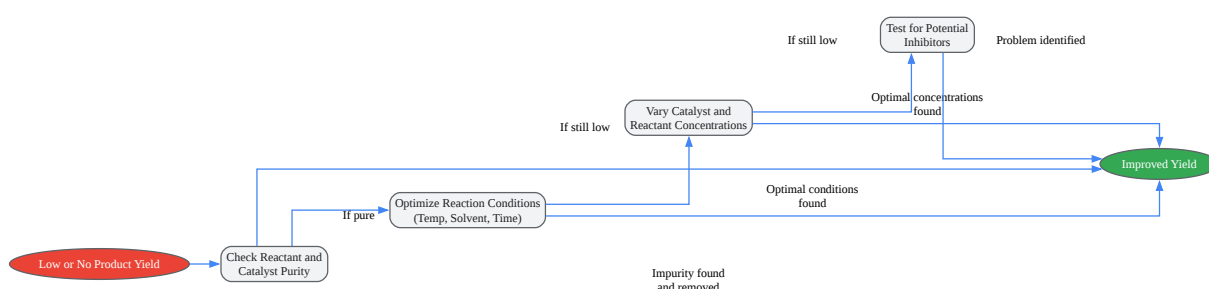 Test for Potential
Inhibitors
If still low
Problem identified
Optimal concentrations
found
Vary Catalyst and
Reactant Concentrations
If still low
Improved Yield
Optimal conditions
found
Optimize Reaction Conditions
(Temp, Solvent, Time)
If pure
Check Reactant and
Catalyst Purity
Low or No Product Yield
Impurity found
and removed